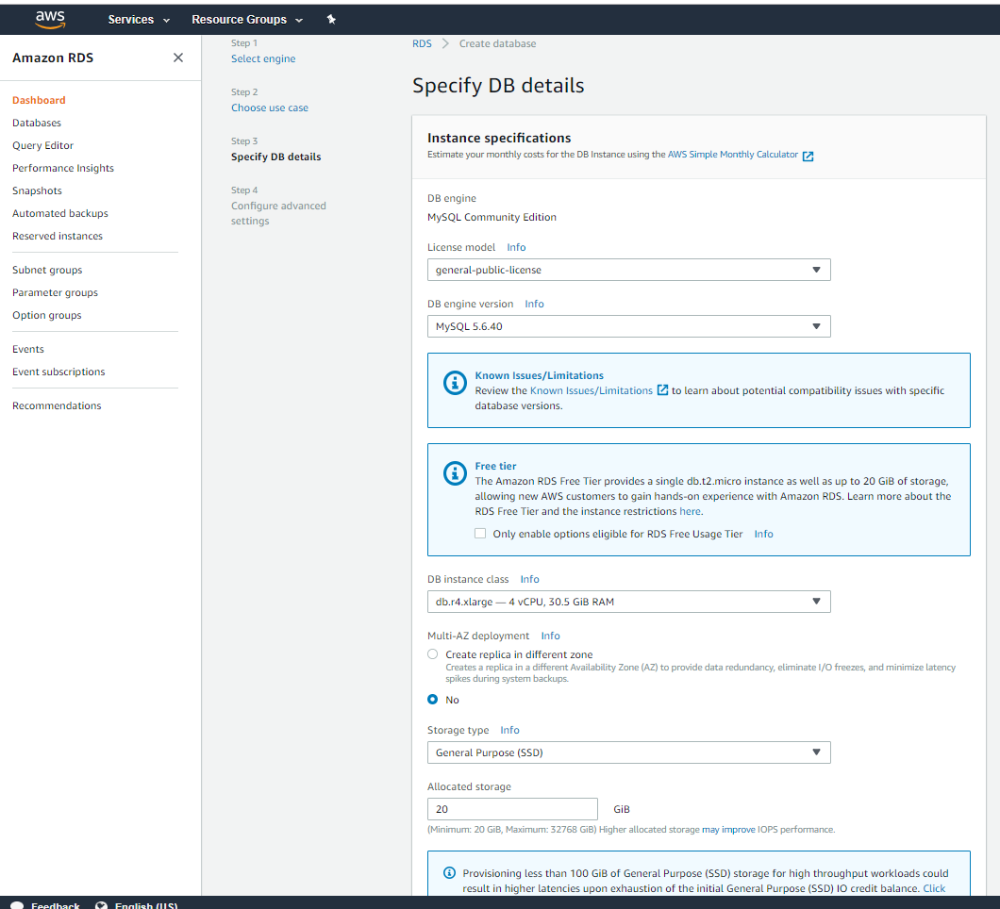 aws
Services
Resource Groups
Amazon RDS
Dashboard
Databases
Query Editor
Performance Insights
Snapshots
Automated backups
Reserved instances
Subnet groups
Parameter groups
Option groups
Events
Event subscriptions
Recommendations
Step 1
Select engine
Step 2
Choose use case
Step 3
Specify DB details
Step 4
Configure advanced
settings
RDS > Create database
Specify DB details
Instance specifications
Estimate your monthly costs for the DB Instance using the AWS Simple Monthly Calculator
DB engine
MySQL Community Edition
License model Info
general-public-license
DB engine version Info
MySQL 5.6.40
Known Issues/Limitations
Review the Known Issues/Limitations to learn about potential compatibility issues with specific
database versions.
Free tier
The Amazon RDS Free Tier provides a single db.t2.micro instance as well as up to 20 GiB of storage,
allowing new AWS customers to gain hands-on experience with Amazon RDS. Learn more about the
RDS Free Tier and the instance restrictions here.
Only enable options eligible for RDS Free Usage Tier Info
DB instance class Info
db.r4.xlarge — 4 vCPU, 30.5 GiB RAM
Multi-AZ deployment Info
Create replica in different zone
Creates a replica in a different Availability Zone (AZ) to provide data redundancy, eliminate I/O freezes, and minimize latency
spikes during system backups.
No
Storage type Info
General Purpose (SSD)
Allocated storage
20 GiB
(Minimum: 20 GiB, Maximum: 32768 GiB) Higher allocated storage may improve IOPS performance.
Provisioning less than 100 GiB of General Purpose (SSD) storage for high throughput workloads could
result in higher latencies upon exhaustion of the initial General Purpose (SSD) IO credit balance. Click
Feedback English (US)